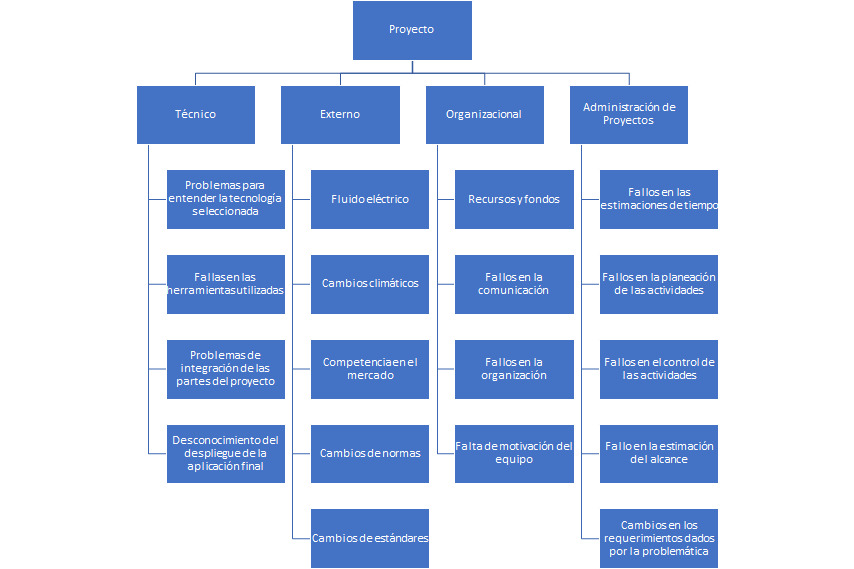 Proyecto
Técnico
Externo
Organizacional
Administración de
Proyectos
Problemas para
entender la tecnología
seleccionada
Fallas en las
herramientas utilizadas
Problemas de
integración de las
partes del proyecto
Desconocimiento del
despliegue de la
aplicación final
Fluido eléctrico
Cambios climáticos
Competencia en el
mercado
Cambios de normas
Cambios de estándares
Recursos y fondos
Fallos en la
comunicación
Fallos en la
organización
Falta de motivación del
equipo
Fallos en las
estimaciones de tiempo
Fallos en la planeación
de las actividades
Fallos en el control de
las actividades
Fallo en la estimación
del alcance
Cambios en los
requerimientos dados
por la problemática